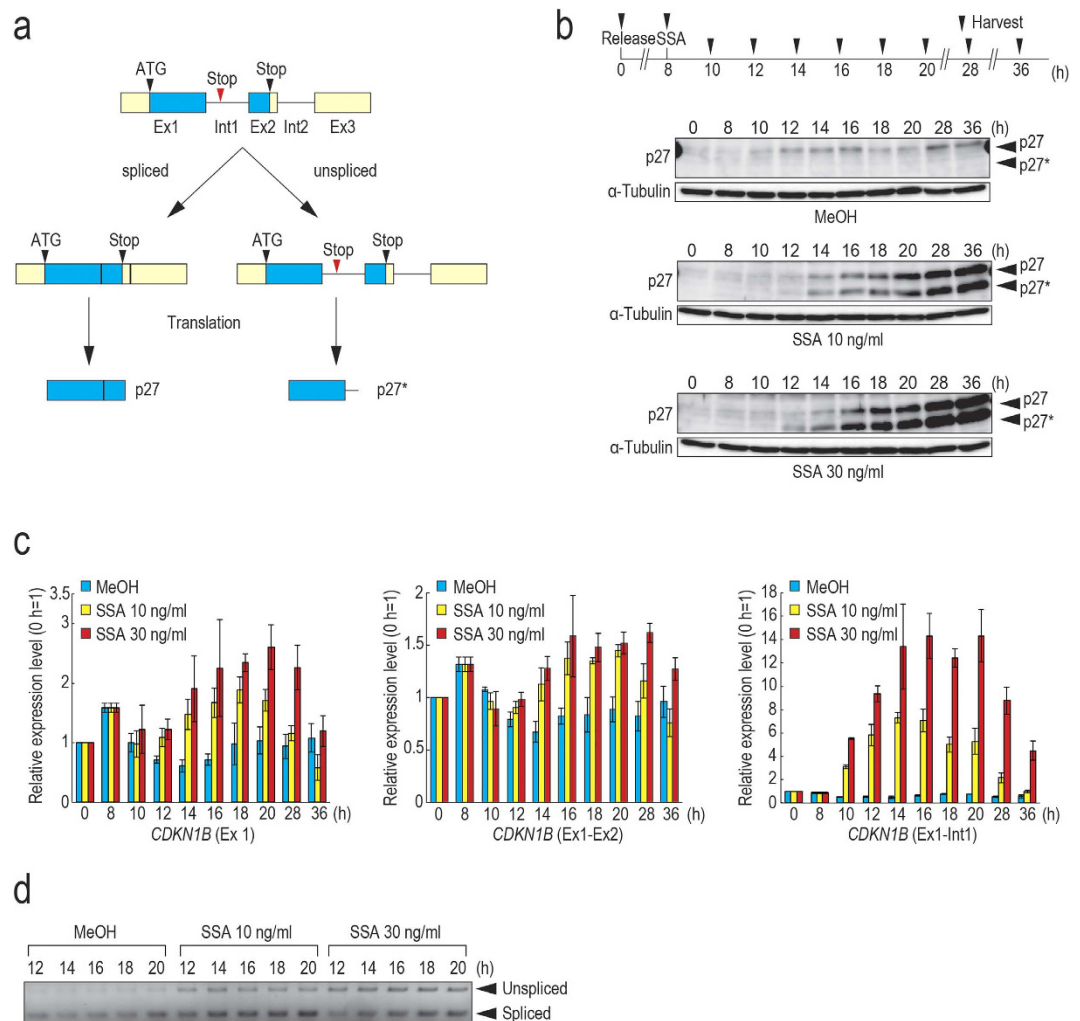 a
ATG
Stop
Stop
Ex1
Int1
Ex2
Int2
Ex3
spliced
unspliced
ATG
Stop
ATG
Stop
Stop
Translation
p27
p27*
b
Release SSA
Harvest
0 8 10 12 14 16 18 20 28 36 (h)
0 8 10 12 14 16 18 20 28 36 (h)
p27
p27
p27*
α-Tubulin
MeOH
0 8 10 12 14 16 18 20 28 36 (h)
p27
p27
p27*
α-Tubulin
SSA 10 ng/ml
0 8 10 12 14 16 18 20 28 36 (h)
p27
p27
p27*
α-Tubulin
SSA 30 ng/ml
c
Relative expression level (0 h=1)
3.5
3
2
1
0
MeOH
SSA 10 ng/ml
SSA 30 ng/ml
0 8 10 12 14 16 18 20 28 36 (h)
CDKN1B (Ex 1)
Relative expression level (0 h=1)
2
1.5
1
0.5
0
MeOH
SSA 10 ng/ml
SSA 30 ng/ml
0 8 10 12 14 16 18 20 28 36 (h)
CDKN1B (Ex1-Ex2)
Relative expression level (0 h=1)
18
16
14
12
10
8
6
4
2
0
MeOH
SSA 10 ng/ml
SSA 30 ng/ml
0 8 10 12 14 16 18 20 28 36 (h)
CDKN1B (Ex1-Int1)
d
MeOH SSA 10 ng/ml SSA 30 ng/ml
12 14 16 18 20 12 14 16 18 20 12 14 16 18 20 (h)
Unspliced
Spliced